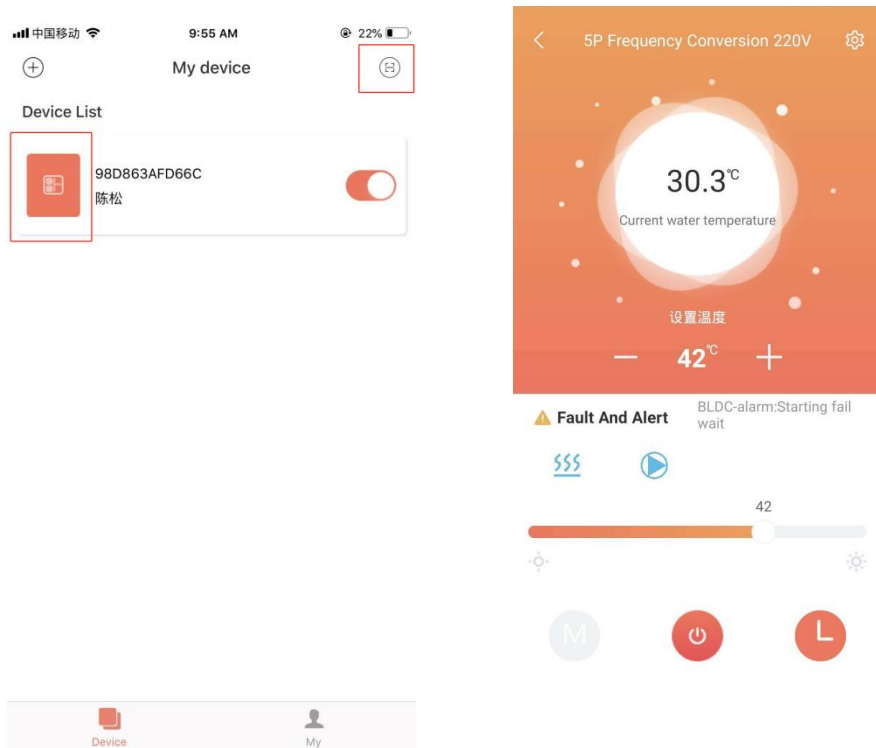 中国移动 9:55 AM 22%
My device
Device List
98D863AFD66C
陈松
Device My
5P Frequency Conversion 220V
30.3℃
Current water temperature
设置温度
42℃
Fault And Alert BLDC-alarm:Starting fail
wait
42
M